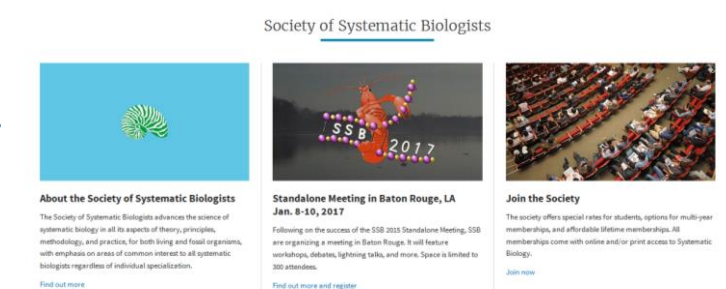 Society of Systematic Biologists
About the Society of Systematic Biologists
The Society of Systematic Biologists advances the science of
systematic biology in all its aspects of theory, principles,
methodology, and practice, for both living and fossil organisms,
with emphasis on areas of common interest to all systematic
biologists regardless of individual specialization.
Find out more
SSB 2017
Standalone Meeting in Baton Rouge, LA
Jan. 8-10, 2017
Following on the success of the SSB 2015 Standalone Meeting, SSB
are organizing a meeting in Baton Rouge. It will feature
workshops, debates, lightning talks, and more. Space is limited to
300 attendees.
Find out more and register
Join the Society
The society offers special rates for students, options for multi-year
memberships, and affordable lifetime memberships. All
memberships come with online and/or print access to Systematic
Biology.
Join now